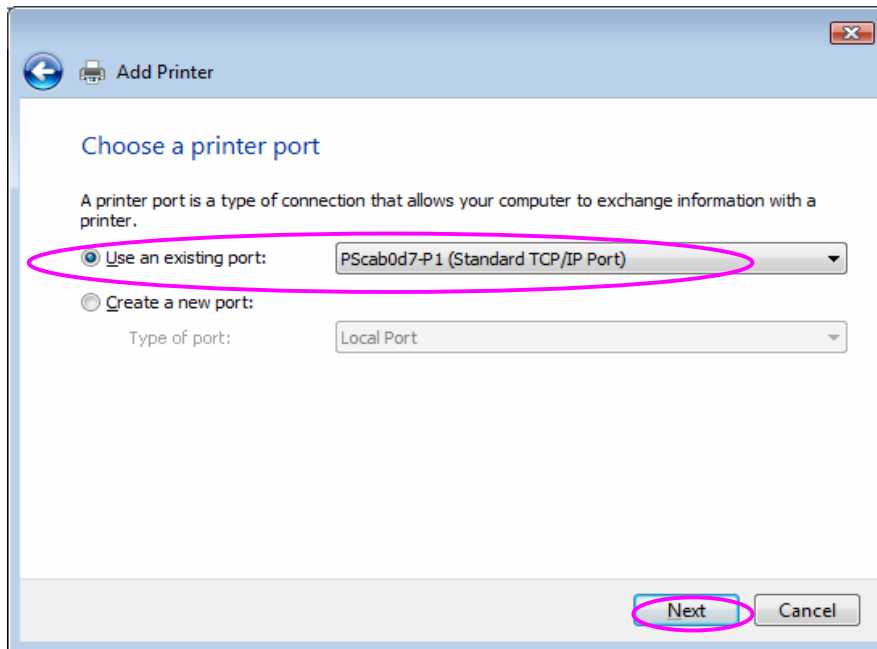 Add Printer
Choose a printer port
A printer port is a type of connection that allows your computer to exchange information with a
printer.
Use an existing port: PScab0d7-P1 (Standard TCP/IP Port)
Create a new port:
Type of port: Local Port
Next Cancel